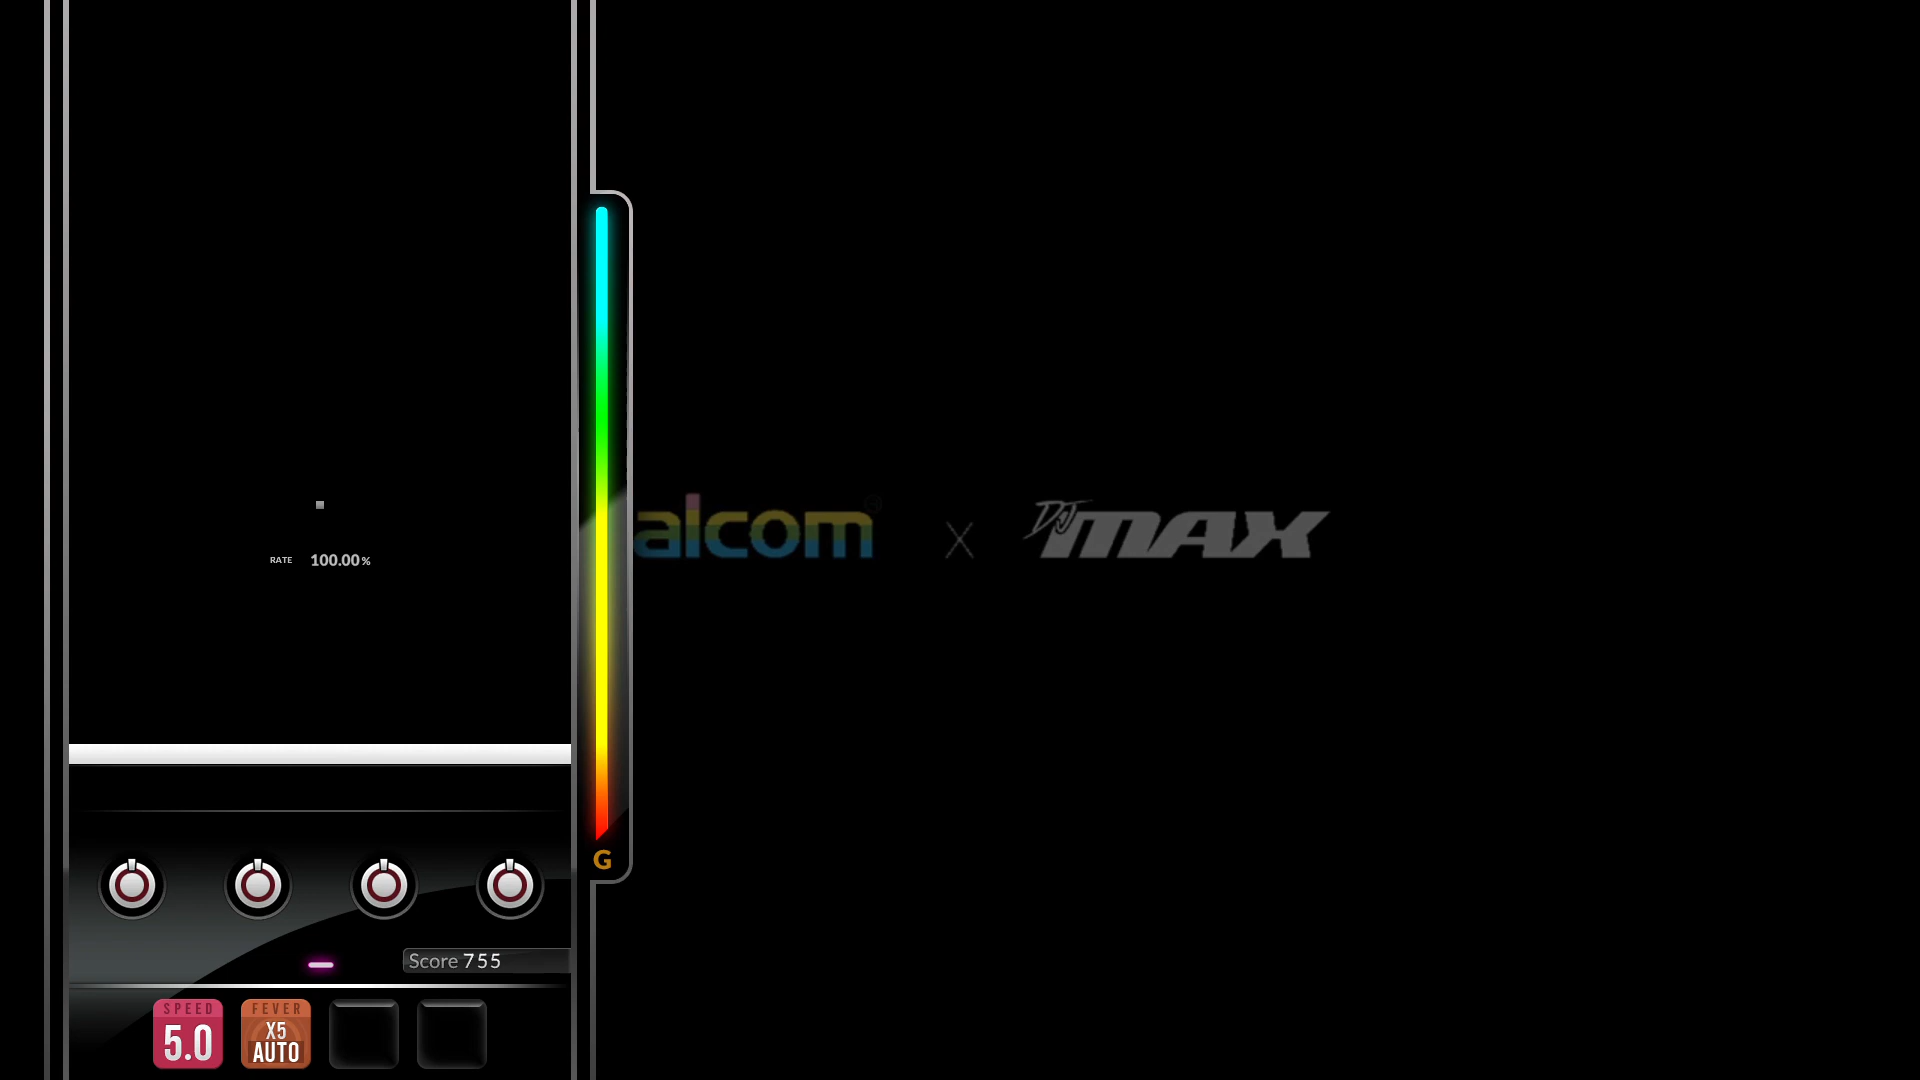 alcom®
X
DJ MAX
RATE 100.00%
G
Score 755
SPEED
5.0
FEVER
X5
AUTO